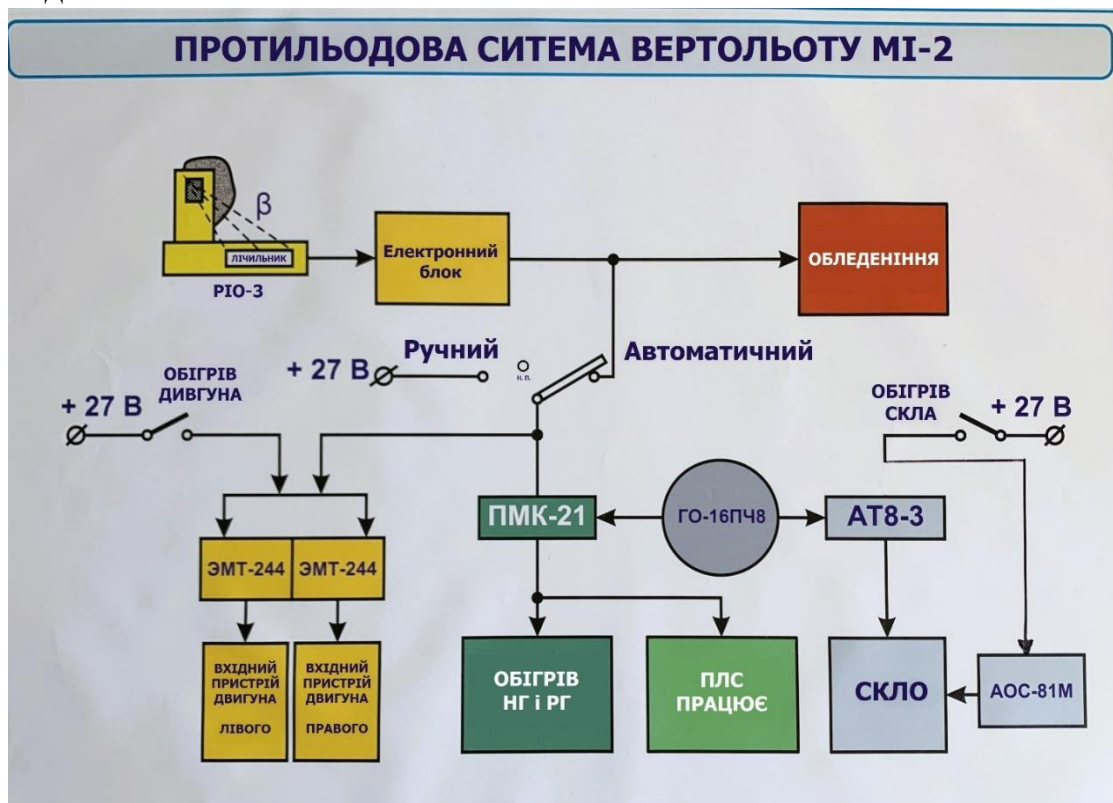 ПРОТИЛЬОДОВА СИТЕМА ВЕРТОЛЬОТУ МІ-2
β
ЛІЧИЛЬНИК
РІО-3
Електронний
блок
ОБЛЕДЕНІННЯ
+ 27 В
Ручний
н. п.
Автоматичний
+ 27 В
ОБІГРІВ
ДИВГУНА
ОБІГРІВ
СКЛА
+ 27 В
ЭМТ-244
ЭМТ-244
ПМК-21
ГО-16ПЧ8
АТ8-3
ВХІДНИЙ
ПРИСТРІЙ
ДВИГУНА
ЛІВОГО
ВХІДНИЙ
ПРИСТРІЙ
ДВИГУНА
ПРАВОГО
ОБІГРІВ
НГ і РГ
ПЛС
ПРАЦЮЄ
СКЛО
АОС-81М